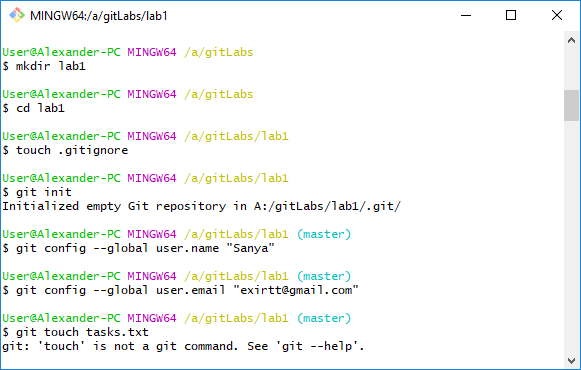 MINGW64:/a/gitLabs/lab1
User@Alexander-PC MINGW64 /a/gitLabs
$ mkdir lab1
User@Alexander-PC MINGW64 /a/gitLabs
$ cd lab1
User@Alexander-PC MINGW64 /a/gitLabs/lab1
$ touch .gitignore
User@Alexander-PC MINGW64 /a/gitLabs/lab1
$ git init
Initialized empty Git repository in A:/gitLabs/lab1/.git/
User@Alexander-PC MINGW64 /a/gitLabs/lab1 (master)
$ git config --global user.name "Sanya"
User@Alexander-PC MINGW64 /a/gitLabs/lab1 (master)
$ git config --global user.email "exirtt@gmail.com"
User@Alexander-PC MINGW64 /a/gitLabs/lab1 (master)
$ git touch tasks.txt
git: 'touch' is not a git command. See 'git --help'.